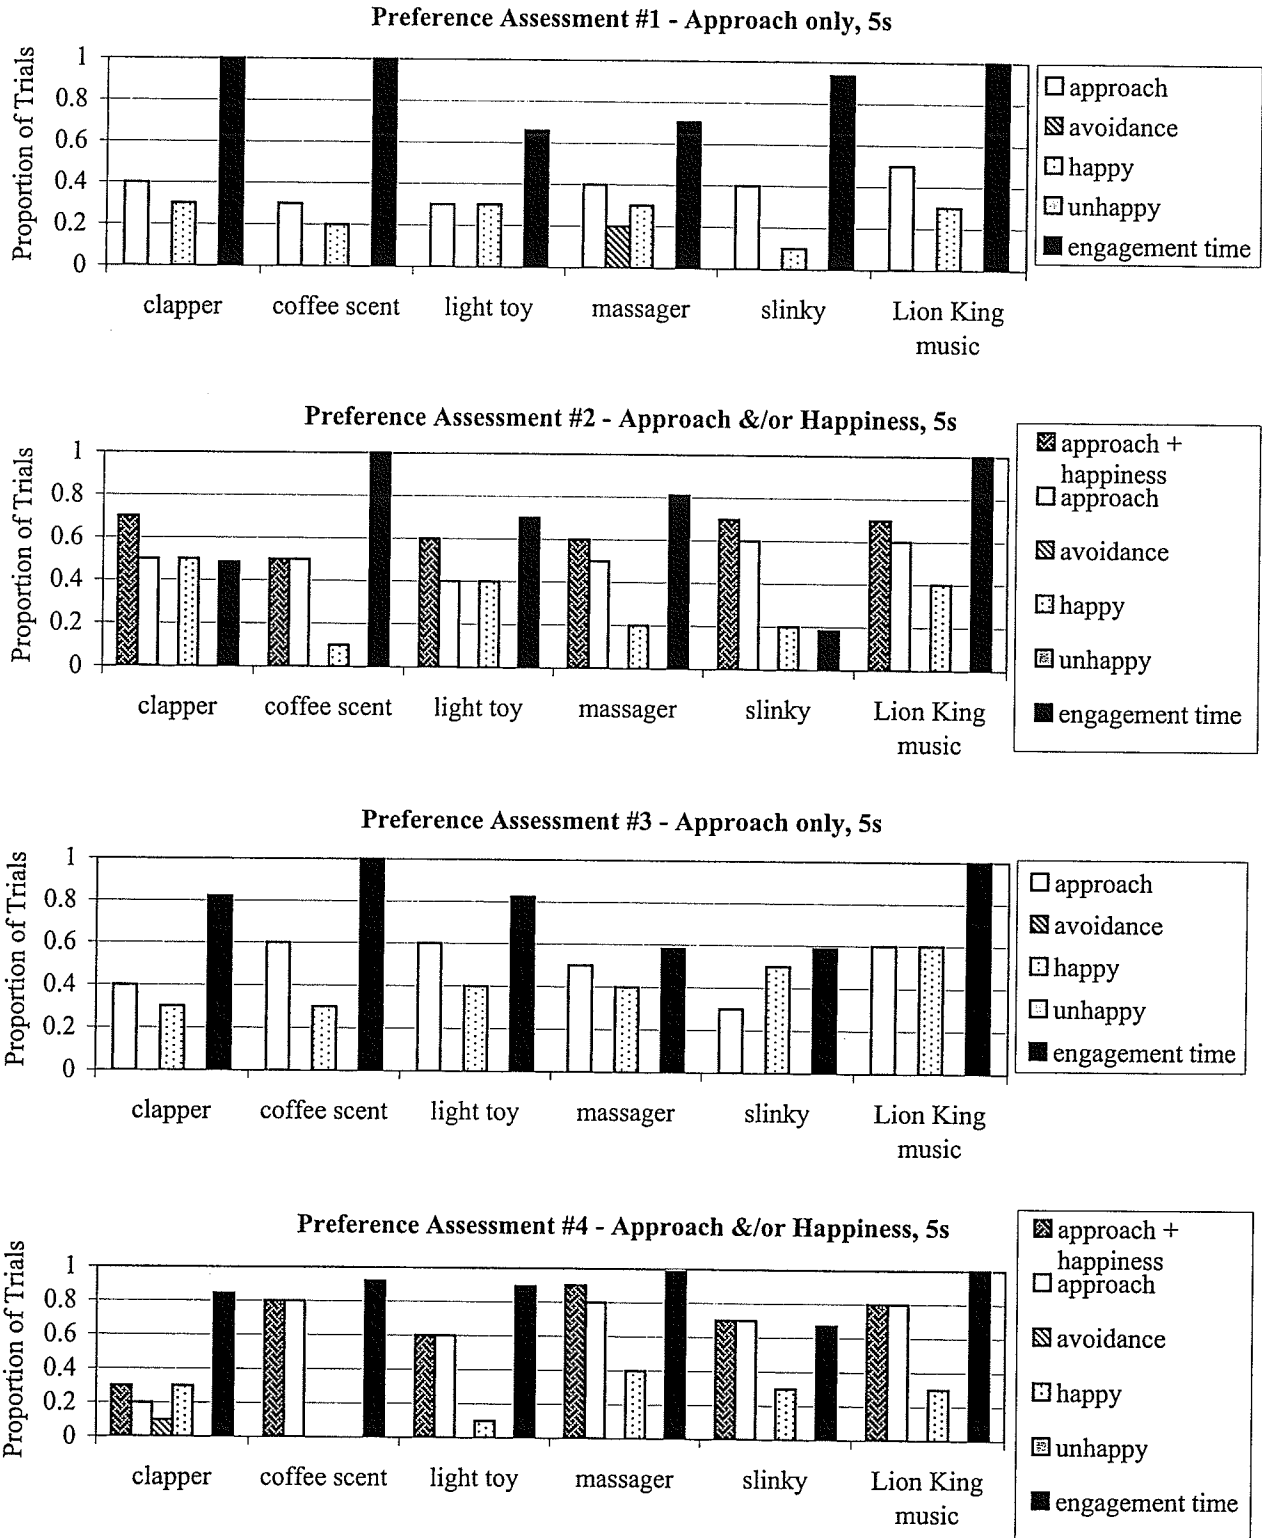 Preference Assessment #1 - Approach only, 5s
Proportion of Trials
1
0.8
0.6
0.4
0.2
0
clapper
coffee scent
light toy
massager
slinky
Lion King
music
approach
avoidance
happy
unhappy
engagement time
Preference Assessment #2 - Approach &/or Happiness, 5s
Proportion of Trials
1
0.8
0.6
0.4
0.2
0
clapper
coffee scent
light toy
massager
slinky
Lion King
music
approach +
happiness
approach
avoidance
happy
unhappy
engagement time
Preference Assessment #3 - Approach only, 5s
Proportion of Trials
1
0.8
0.6
0.4
0.2
0
clapper
coffee scent
light toy
massager
slinky
Lion King
music
approach
avoidance
happy
unhappy
engagement time
Preference Assessment #4 - Approach &/or Happiness, 5s
Proportion of Trials
1
0.8
0.6
0.4
0.2
0
clapper
coffee scent
light toy
massager
slinky
Lion King
music
approach +
happiness
approach
avoidance
happy
unhappy
engagement time